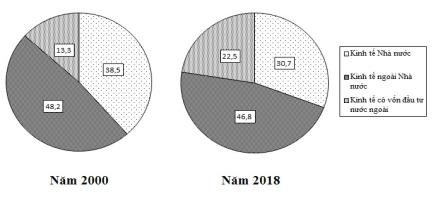 13,3
38,5
48,2
22,5
30,7
46,8
Kinh tế Nhà nước
Kinh tế ngoài Nhà
nước
Kinh tế có vốn đầu tư
nước ngoài
Năm 2000
Năm 2018